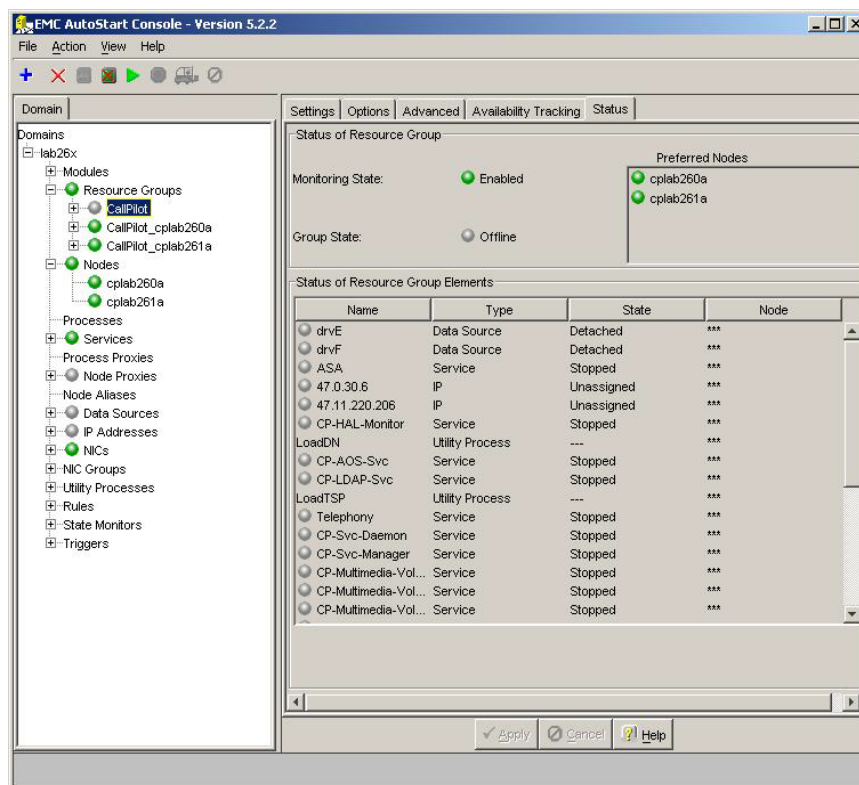 EMC AutoStart Console - Version 5.2.2
File Action View Help
Domain
Domains
lab26x
Modules
Resource Groups
CallPilot
CallPilot_cplab260a
CallPilot_cplab261a
Nodes
cplab260a
cplab261a
Processes
Services
Process Proxies
Node Proxies
Node Aliases
Data Sources
IP Addresses
NICs
NIC Groups
Utility Processes
Rules
State Monitors
Triggers
Settings Options Advanced Availability Tracking Status
Status of Resource Group
Preferred Nodes
Monitoring State: Enabled
cplab260a
cplab261a
Group State: Offline
Status of Resource Group Elements
Name Type State Node
drvE Data Source Detached ***
drvF Data Source Detached ***
ASA Service Stopped ***
47.0.30.6 IP Unassigned ***
47.11.220.206 IP Unassigned ***
CP-HAL-Monitor Service Stopped ***
LoadDN Utility Process --- ***
CP-AOS-Svc Service Stopped ***
CP-LDAP-Svc Service Stopped ***
LoadTSP Utility Process --- ***
Telephony Service Stopped ***
CP-Svc-Daemon Service Stopped ***
CP-Svc-Manager Service Stopped ***
CP-Multimedia-Vol... Service Stopped ***
CP-Multimedia-Vol... Service Stopped ***
CP-Multimedia-Vol... Service Stopped ***
Apply Cancel Help